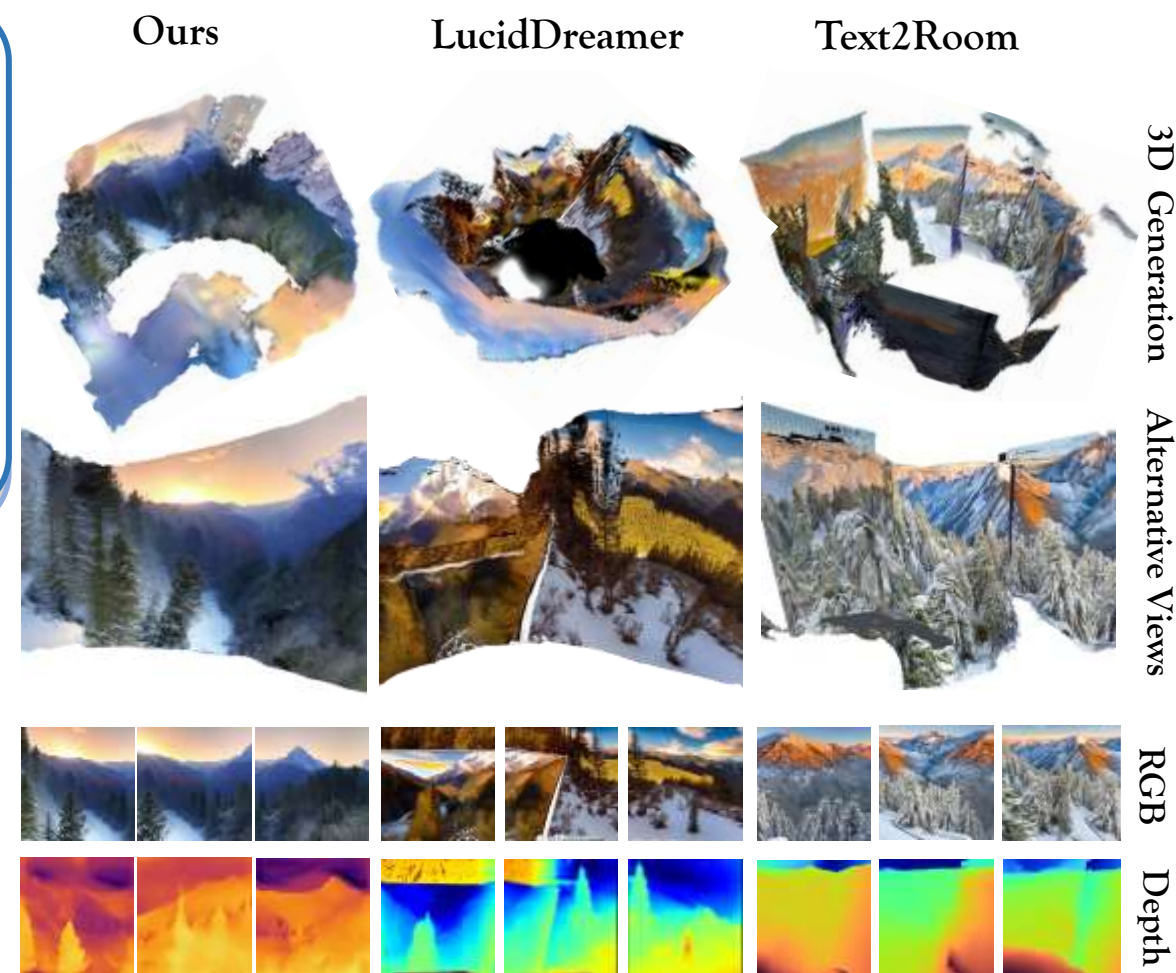 Ours
LucidDreamer
Text2Room
3D Generation
Alternative Views
RGB
Depth